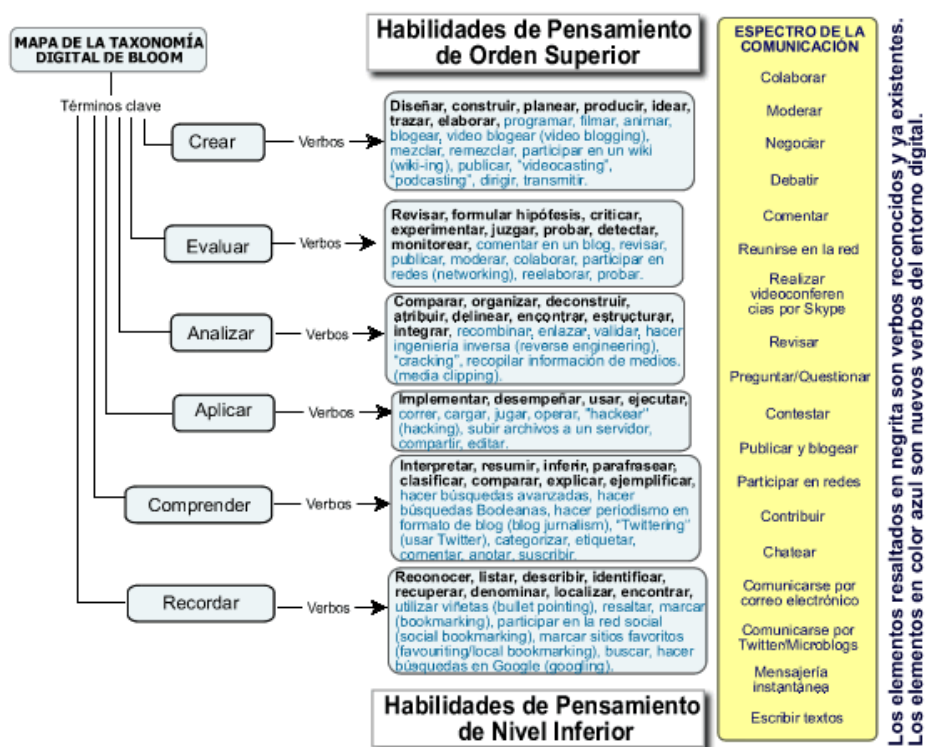 MAPA DE LA TAXONOMÍA
DIGITAL DE BLOOM
Términos clave
Habilidades de Pensamiento
de Orden Superior
Crear
Verbos
Diseñar, construir, planear, producir, idear,
trazar, elaborar, programar, filmar, animar,
blogear, video blogear (video blogging),
mezclar, remezclar, participar en un wiki
(wiki-ing), publicar, "videocasting",
"podcasting", dirigir, transmitir.
Evaluar
Verbos
Revisar, formular hipótesis, criticar,
experimentar, juzgar, probar, detectar,
monitorear, comentar en un blog, revisar,
publicar, moderar, colaborar, participar en
redes (networking), reelaborar, probar.
Analizar
Verbos
Comparar, organizar, deconstruir,
atribuir, delinear, encontrar, estructurar,
integrar, recombinar, enlazar, validar, hacer
ingeniería inversa (reverse engineering),
"cracking", recopilar información de medios.
(media clipping).
Aplicar
Verbos
Implementar, desempeñar, usar, ejecutar,
correr, cargar, jugar, operar, "hackear"
(hacking), subir archivos a un servidor,
compartir, editar.
Comprender
Verbos
Interpretar, resumir, inferir, parafrasear,
clasificar, comparar, explicar, ejemplificar,
hacer búsquedas avanzadas, hacer
búsquedas Booleanas, hacer periodismo en
formato de blog (blog jurnalism), "Twittering"
(usar Twitter), categorizar, etiquetar,
comentar, anotar, suscribir.
Recordar
Verbos
Reconocer, listar, describir, identificar,
recuperar, denominar, localizar, encontrar,
utilizar viñetas (bullet pointing), resaltar, marcar
(bookmarking), participar en la red social
(social bookmarking), marcar sitios favoritos
(favouriting/local bookmarking), buscar, hacer
búsquedas en Google (googling).
Habilidades de Pensamiento
de Nivel Inferior
ESPECTRO DE LA
COMUNICACIÓN
Colaborar
Moderar
Negociar
Debatir
Comentar
Reunirse en la red
Realizar
videoconferen
cias por Skype
Revisar
Preguntar/Questionar
Contestar
Publicar y blogear
Participar en redes
Contribuir
Chatear
Comunicarse por
correo electrónico
Comunicarse por
Twitter/Microblogs
Mensajería
instantánea
Escribir textos
Los elementos resaltados en negrita son verbos reconocidos y ya existentes.
Los elementos en color azul son nuevos verbos del entorno digital.